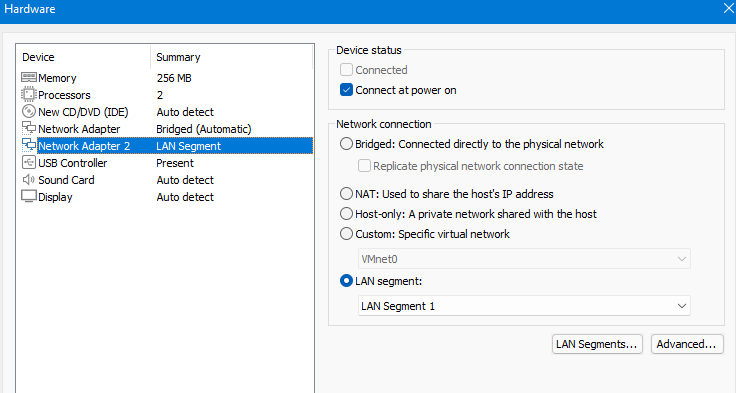 Hardware
Device Summary
Memory 256 MB
Processors 2
New CD/DVD (IDE) Auto detect
Network Adapter Bridged (Automatic)
Network Adapter 2 LAN Segment
USB Controller Present
Sound Card Auto detect
Display Auto detect
Device status
Connected
Connect at power on
Network connection
Bridged: Connected directly to the physical network
Replicate physical network connection state
NAT: Used to share the host's IP address
Host-only: A private network shared with the host
Custom: Specific virtual network
VMnet0
LAN segment:
LAN Segment 1
LAN Segments... Advanced...